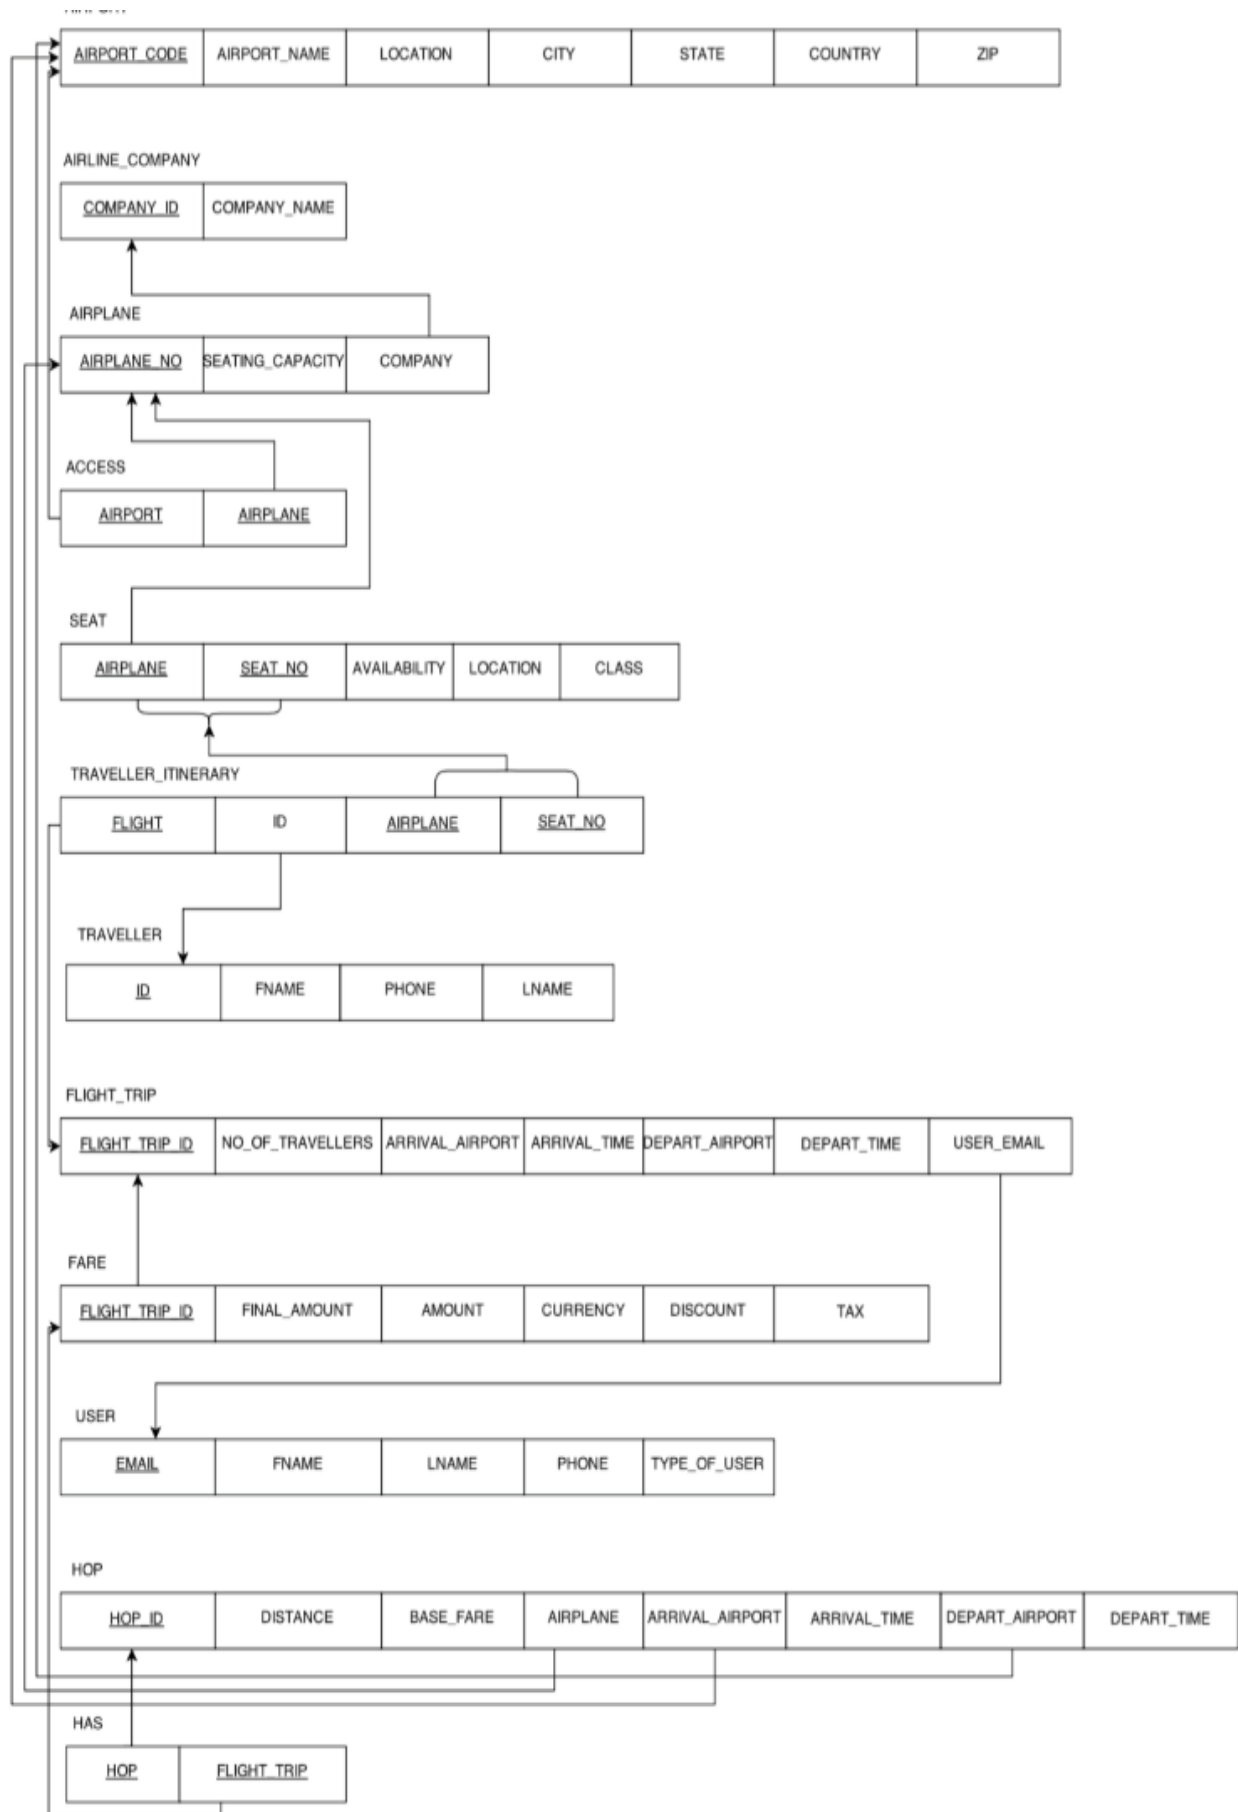 AIRPORT_CODE AIRPORT_NAME LOCATION CITY STATE COUNTRY ZIP
AIRLINE_COMPANY
COMPANY_ID COMPANY_NAME
AIRPLANE
AIRPLANE_NO SEATING_CAPACITY COMPANY
ACCESS
AIRPORT AIRPLANE
SEAT
AIRPLANE SEAT_NO AVAILABILITY LOCATION CLASS
TRAVELLER_ITINERARY
FLIGHT ID AIRPLANE SEAT_NO
TRAVELLER
ID FNAME PHONE LNAME
FLIGHT_TRIP
FLIGHT_TRIP_ID NO_OF_TRAVELLERS ARRIVAL_AIRPORT ARRIVAL_TIME DEPART_AIRPORT DEPART_TIME USER_EMAIL
FARE
FLIGHT_TRIP_ID FINAL_AMOUNT AMOUNT CURRENCY DISCOUNT TAX
USER
EMAIL FNAME LNAME PHONE TYPE_OF_USER
HOP
HOP_ID DISTANCE BASE_FARE AIRPLANE ARRIVAL_AIRPORT ARRIVAL_TIME DEPART_AIRPORT DEPART_TIME
HAS
HOP FLIGHT_TRIP